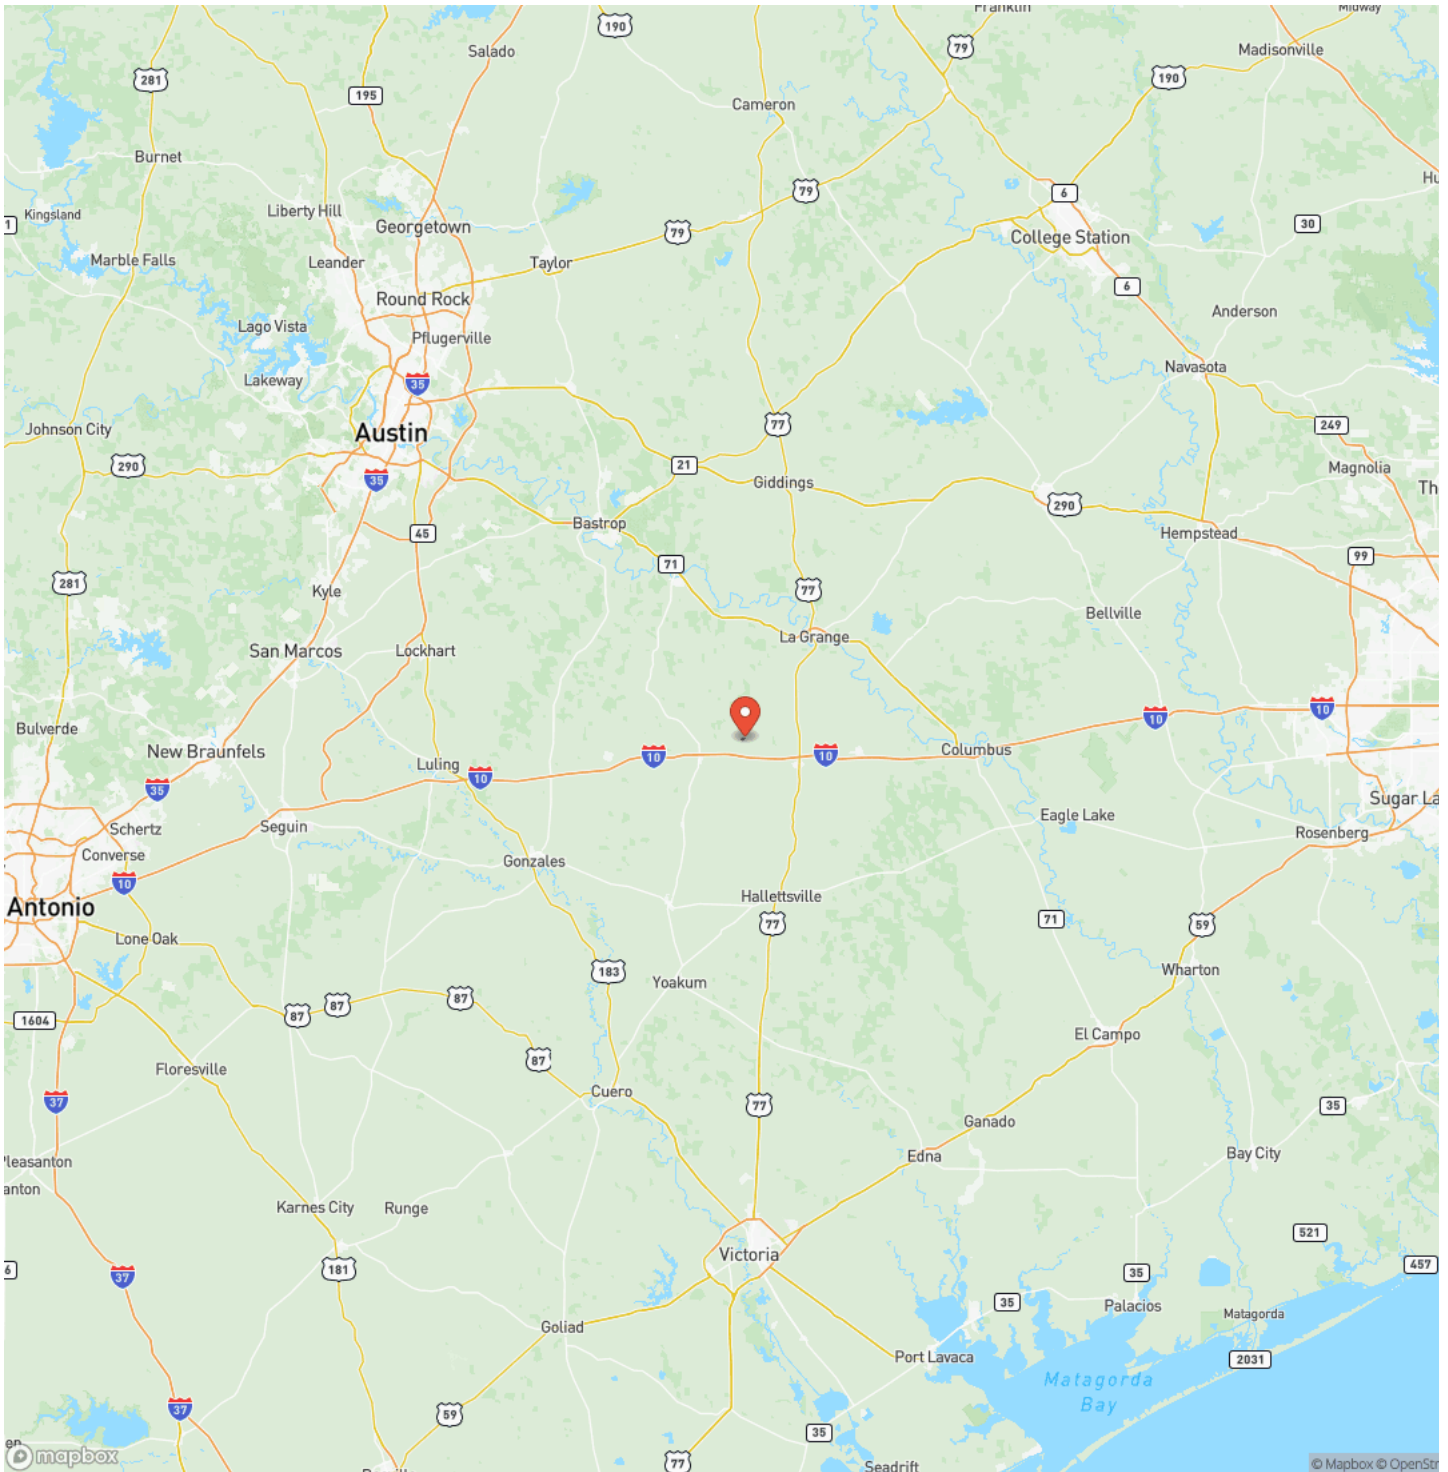 Franklin
Midway
190
79
Salado
Madisonville
281
190
195
Cameron
Burnet
79
6
Kingsland
Liberty Hill
Georgetown
79
College Station
30
Marble Falls
Leander
Taylor
6
Round Rock
Anderson
Lago Vista
Pflugerville
Navasota
Lakeway
35
Johnson City
Austin
77
249
290
21
Magnolia
35
Giddings
290
Bastrop
45
Hempstead
71
99
281
Kyle
77
Bellville
San Marcos
Lockhart
La Grange
10
10
Bulverde
New Braunfels
Luling
10
10
10
Columbus
35
Sugar La
Schertz
Seguin
Eagle Lake
Rosenberg
Converse
Gonzales
10
Antonio
Hallettsville
77
71
59
Lone Oak
183
Yoakum
Wharton
87
87
87
1604
El Campo
87
Floresville
Cuero
37
77
Ganado
35
Pleasanton
Edna
Bay City
anton
Karnes City
Runge
521
Victoria
6
37
181
35
457
35
Palacios
Matagorda
Goliad
Port Lavaca
2031
Matagorda
Bay
37
59
35
77
Seadrift
mapbox
© Mapbox © OpenStr